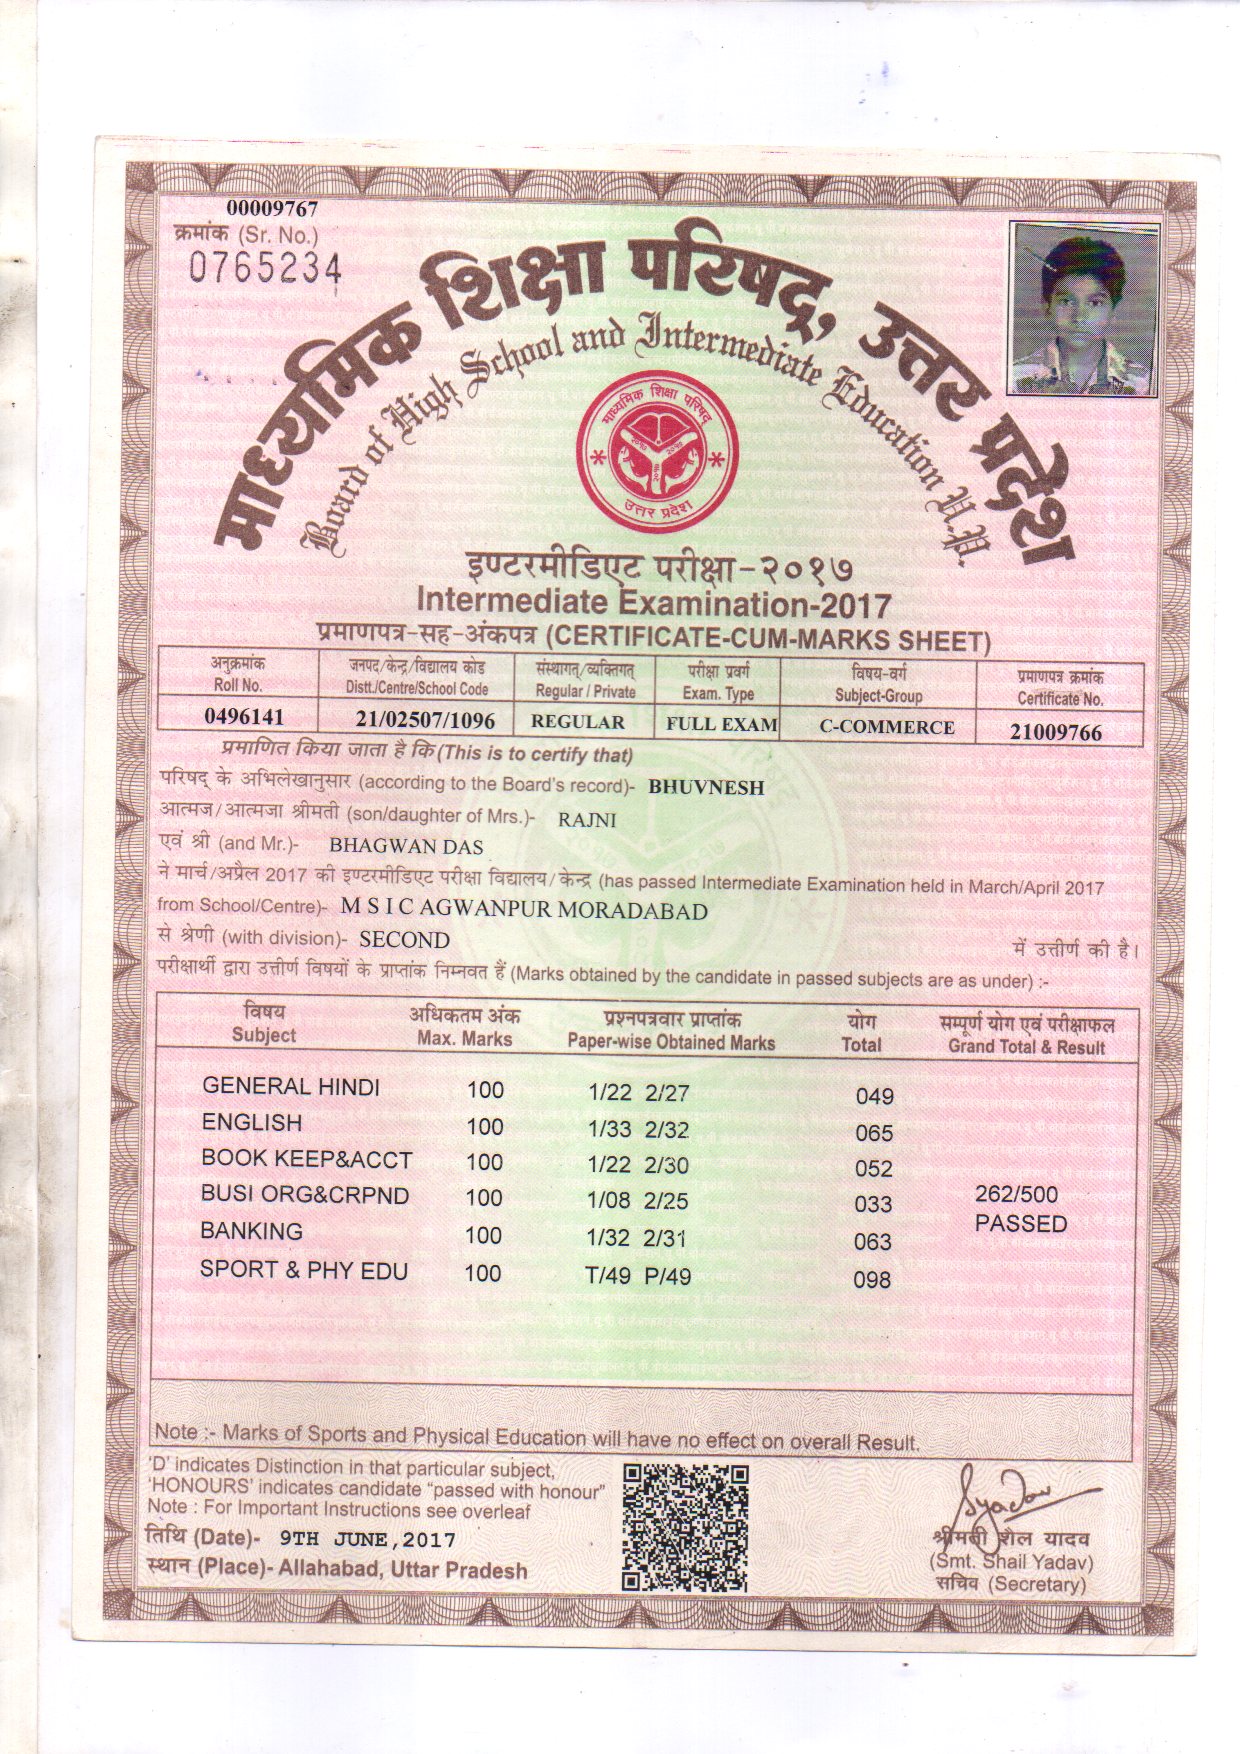 00009767
क्रमांक (Sr. No.)
0765234
माध्यमिक शिक्षा परिषद्, उत्तर प्रदेश
Board of High School and Intermediate Education U.P.
माध्यमिक शिक्षा परिषद्
उत्तर प्रदेश
इण्टरमीडिएट परीक्षा-२०१७
Intermediate Examination-2017
प्रमाणपत्र-सह-अंकपत्र (CERTIFICATE-CUM-MARKS SHEET)
अनुक्रमांक जनपद/केन्द्र/विद्यालय कोड संस्थागत्/व्यक्तिगत् परीक्षा प्रवर्ग विषय-वर्ग प्रमाणपत्र क्रमांक
Roll No. Distt./Centre/School Code Regular / Private Exam. Type Subject-Group Certificate No.
0496141 21/02507/1096 REGULAR FULL EXAM C-COMMERCE 21009766
प्रमाणित किया जाता है कि (This is to certify that)
परिषद् के अभिलेखानुसार (according to the Board's record)- BHUVNESH
आत्मज/आत्मजा श्रीमती (son/daughter of Mrs.)- RAJNI
एवं श्री (and Mr.)- BHAGWAN DAS
ने मार्च/अप्रैल 2017 की इण्टरमीडिएट परीक्षा विद्यालय/केन्द्र (has passed Intermediate Examination held in March/April 2017
from School/Centre)- M S I C AGWANPUR MORADABAD
से श्रेणी (with division)- SECOND में उत्तीर्ण की है।
परीक्षार्थी द्वारा उत्तीर्ण विषयों के प्राप्तांक निम्नवत हैं (Marks obtained by the candidate in passed subjects are as under) :-
विषय अधिकतम अंक प्रश्नपत्रवार प्राप्तांक योग सम्पूर्ण योग एवं परीक्षाफल
Subject Max. Marks Paper-wise Obtained Marks Total Grand Total & Result
GENERAL HINDI 100 1/22 2/27 049
ENGLISH 100 1/33 2/32 065
BOOK KEEP&ACCT 100 1/22 2/30 052
BUSI ORG&CRPND 100 1/08 2/25 033 262/500
PASSED
BANKING 100 1/32 2/31 063
SPORT & PHY EDU 100 T/49 P/49 098
Note :- Marks of Sports and Physical Education will have no effect on overall Result.
'D' indicates Distinction in that particular subject,
'HONOURS' indicates candidate "passed with honour"
Note : For Important Instructions see overleaf
तिथि (Date)- 9TH JUNE,2017
स्थान (Place)- Allahabad, Uttar Pradesh
Syadav
श्रीमती शैल यादव
(Smt. Shail Yadav)
सचिव (Secretary)